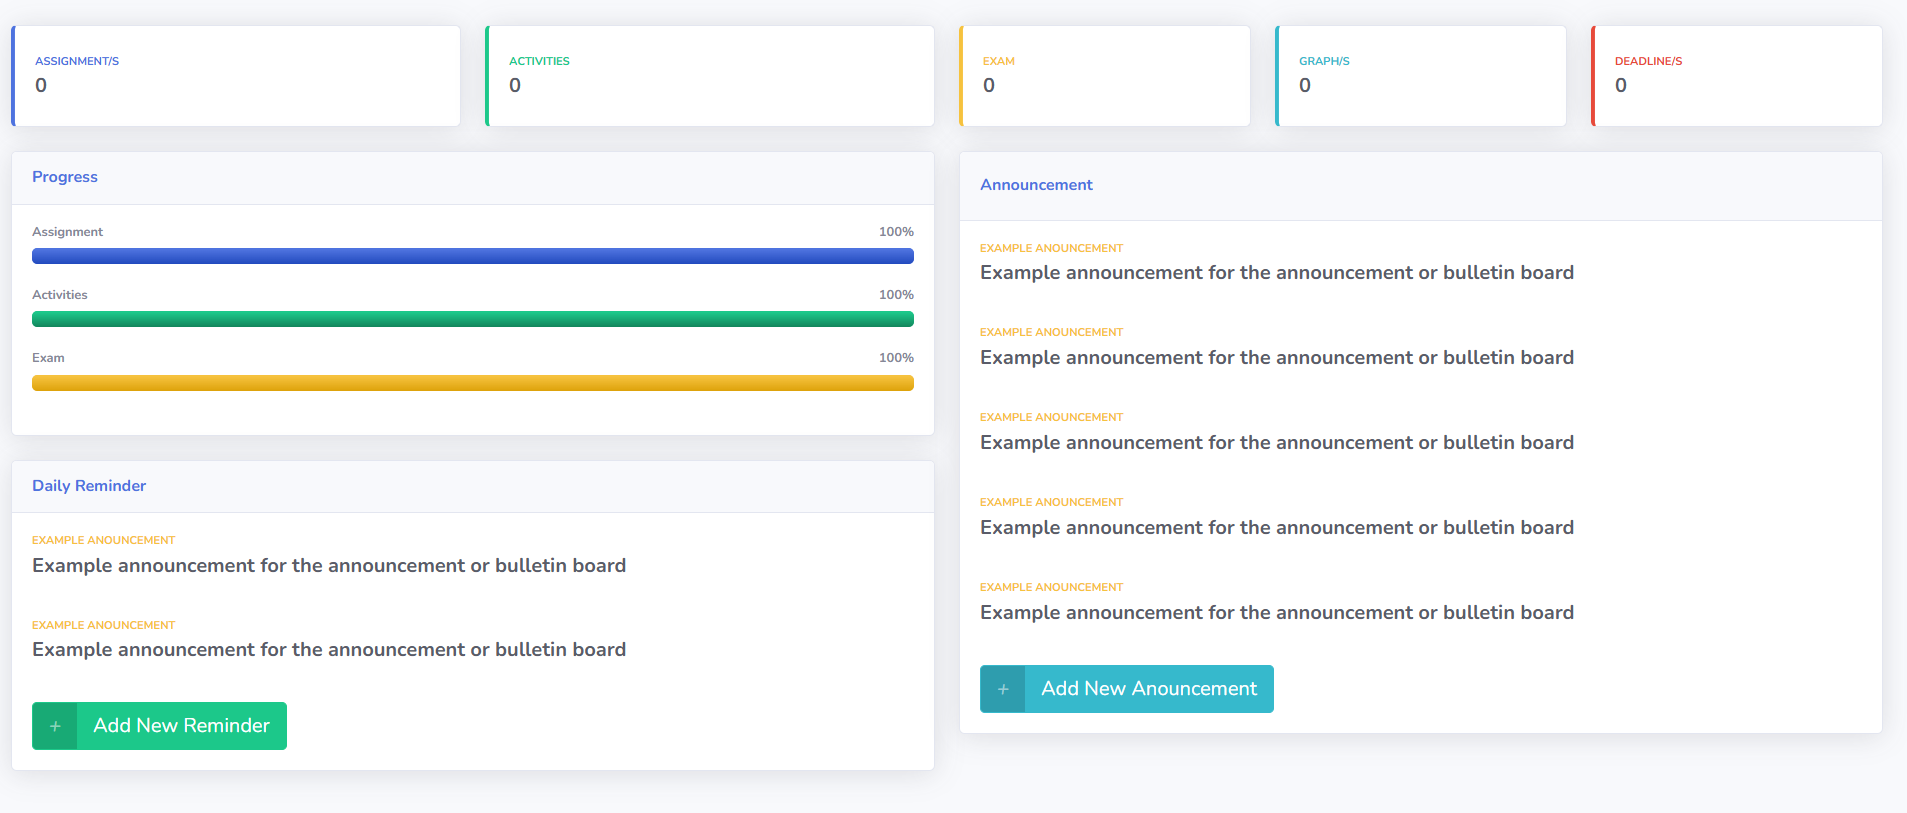 ASSIGNMENT/S
0
ACTIVITIES
0
EXAM
0
GRAPH/S
0
DEADLINE/S
0
Progress
Assignment 100%
Activities 100%
Exam 100%
Daily Reminder
EXAMPLE ANOUNCEMENT
Example announcement for the announcement or bulletin board
EXAMPLE ANOUNCEMENT
Example announcement for the announcement or bulletin board
+ Add New Reminder
Announcement
EXAMPLE ANOUNCEMENT
Example announcement for the announcement or bulletin board
EXAMPLE ANOUNCEMENT
Example announcement for the announcement or bulletin board
EXAMPLE ANOUNCEMENT
Example announcement for the announcement or bulletin board
EXAMPLE ANOUNCEMENT
Example announcement for the announcement or bulletin board
EXAMPLE ANOUNCEMENT
Example announcement for the announcement or bulletin board
+ Add New Anouncement